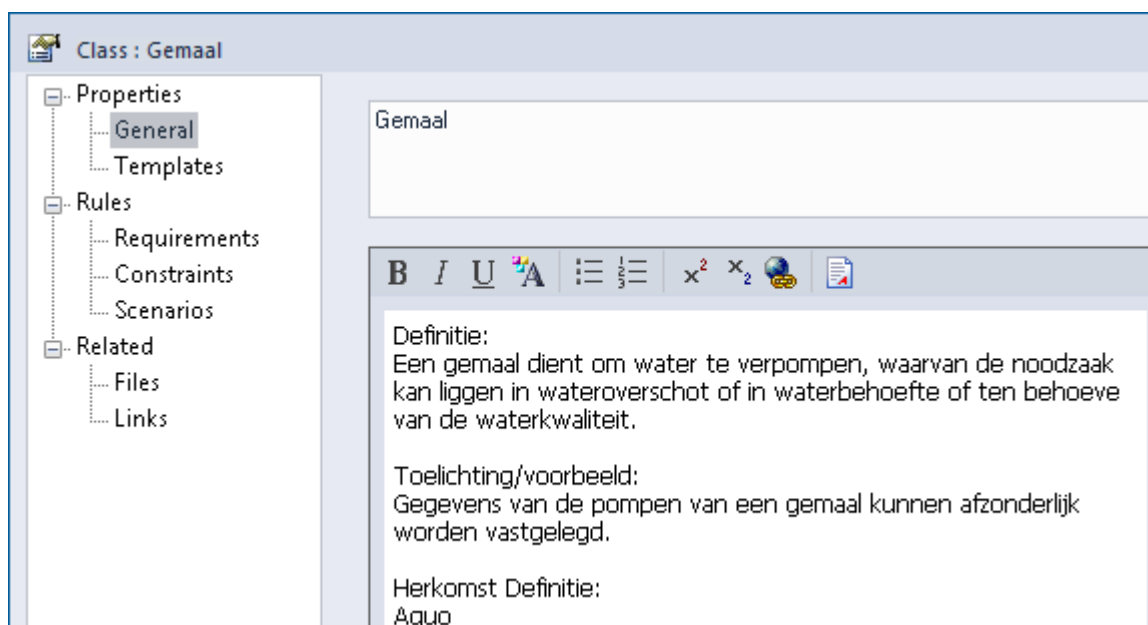 Class : Gemaal
Properties
General
Templates
Rules
Requirements
Constraints
Scenarios
Related
Files
Links
Gemaal
B I U A x² x₂
Definitie:
Een gemaal dient om water te verpompen, waarvan de noodzaak
kan liggen in wateroverschot of in waterbehoefte of ten behoeve
van de waterkwaliteit.
Toelichting/voorbeeld:
Gegevens van de pompen van een gemaal kunnen afzonderlijk
worden vastgelegd.
Herkomst Definitie:
Aquo